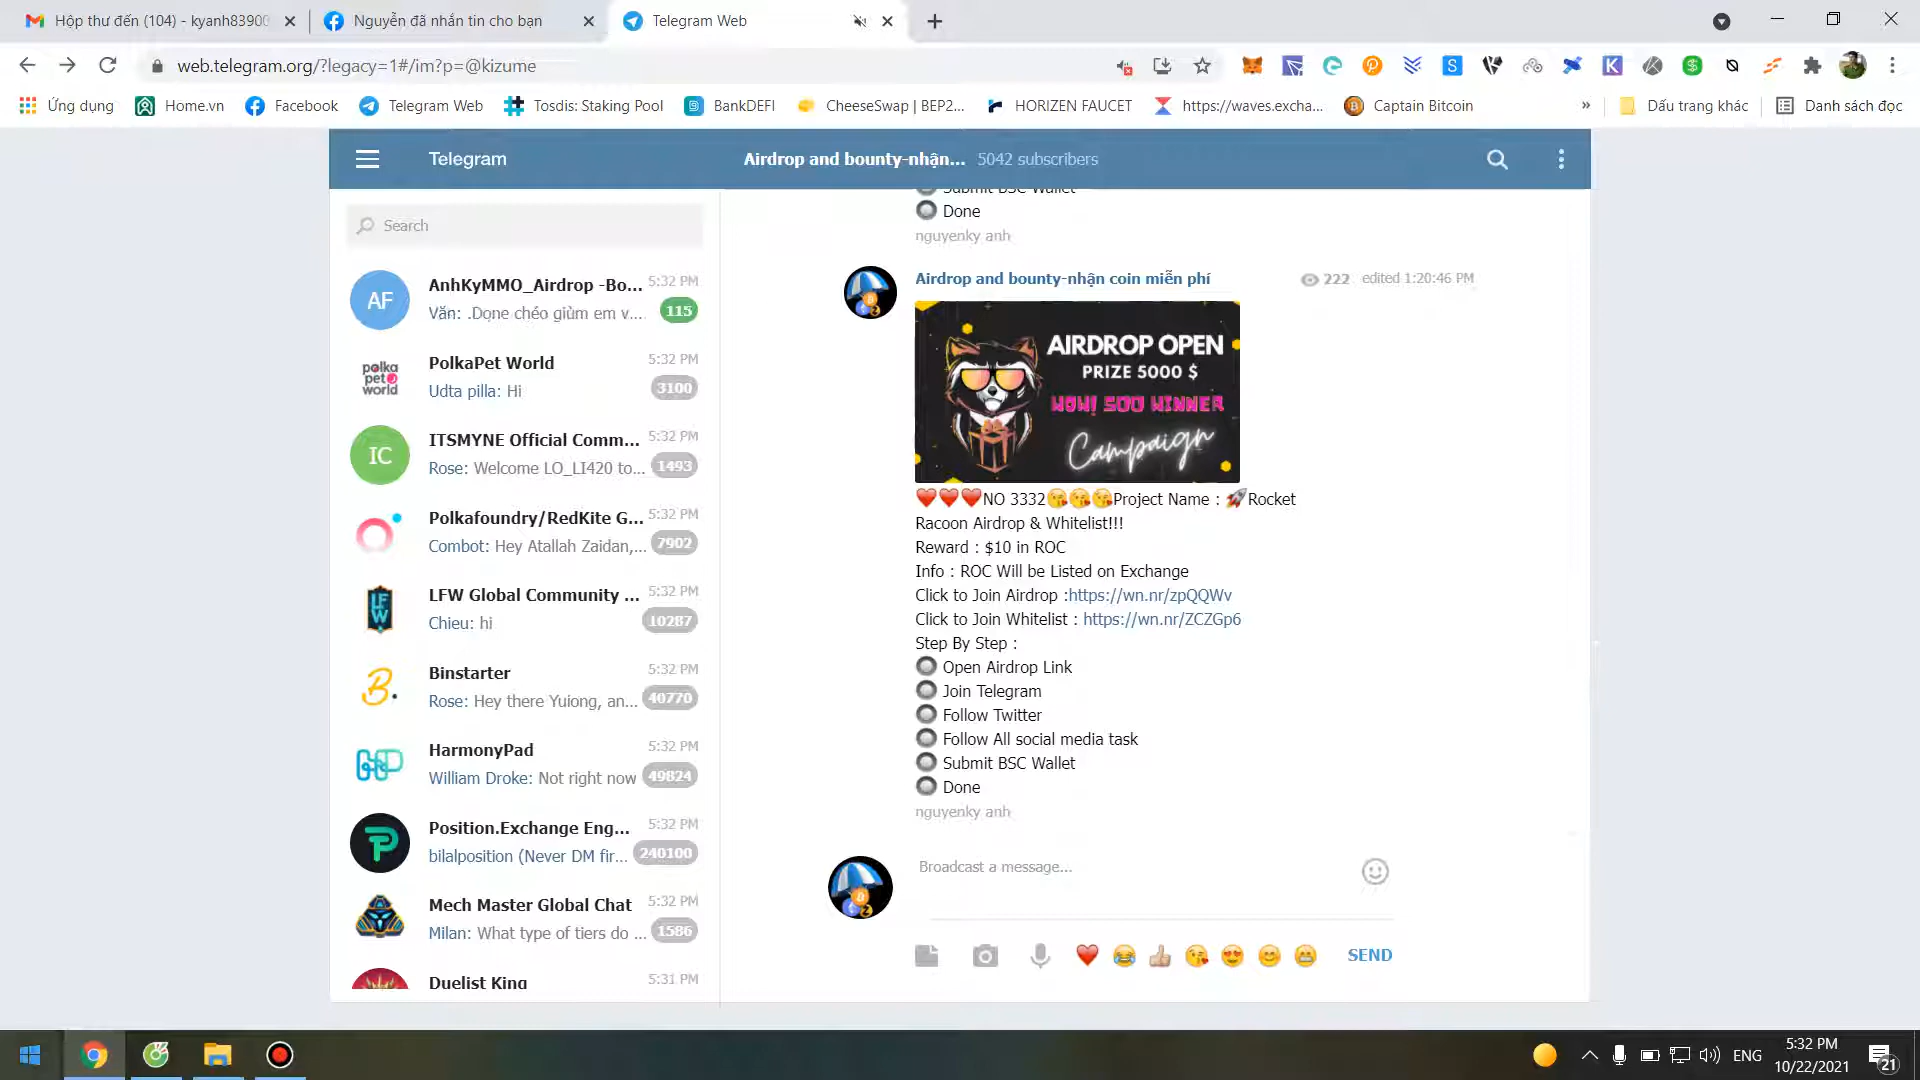 Hộp thư đến (104) - kyanh83900
Nguyễn đã nhắn tin cho bạn
Telegram Web
web.telegram.org/?legacy=1#/im?p=@kizume
Ứng dụng
Home.vn
Facebook
Telegram Web
Tosdis: Staking Pool
BankDEFI
CheeseSwap | BEP2...
HORIZEN FAUCET
https://waves.excha...
Captain Bitcoin
»
Dấu trang khác
Danh sách đọc
Telegram
Airdrop and bounty-nhận...
5042 subscribers
Search
AF
AnhKyMMO_Airdrop -Bo...
5:32 PM
Văn: .Dọne chéo giùm em v...
115
polka
pet
world
PolkaPet World
5:32 PM
Udta pilla: Hi
3100
IC
ITSMYNE Official Comm...
5:32 PM
Rose: Welcome LO_LI420 to...
1493
Polkafoundry/RedKite G...
5:32 PM
Combot: Hey Atallah Zaidan,...
7902
LFW
LFW Global Community ...
5:32 PM
Chieu: hi
10287
B.
Binstarter
5:32 PM
Rose: Hey there Yuiong, an...
40770
HarmonyPad
5:32 PM
William Droke: Not right now
49824
Position.Exchange Eng...
5:32 PM
bilalposition (Never DM fir...
240100
Mech Master Global Chat
5:32 PM
Milan: What type of tiers do ...
1586
Duelist King
5:31 PM
Submit BSC Wallet
Done
nguyenky anh
Airdrop and bounty-nhận coin miễn phí
222
edited 1:20:46 PM
AIRDROP OPEN
PRIZE 5000 $
WOW! 500 WINNER
Campaign
❤️❤️❤️NO 3332😘😘😘Project Name : 🚀Rocket
Racoon Airdrop & Whitelist!!!
Reward : $10 in ROC
Info : ROC Will be Listed on Exchange
Click to Join Airdrop :https://wn.nr/zpQQWv
Click to Join Whitelist : https://wn.nr/ZCZGp6
Step By Step :
🔘 Open Airdrop Link
🔘 Join Telegram
🔘 Follow Twitter
🔘 Follow All social media task
🔘 Submit BSC Wallet
🔘 Done
nguyenky anh
Broadcast a message...
SEND
ENG
5:32 PM
10/22/2021
21